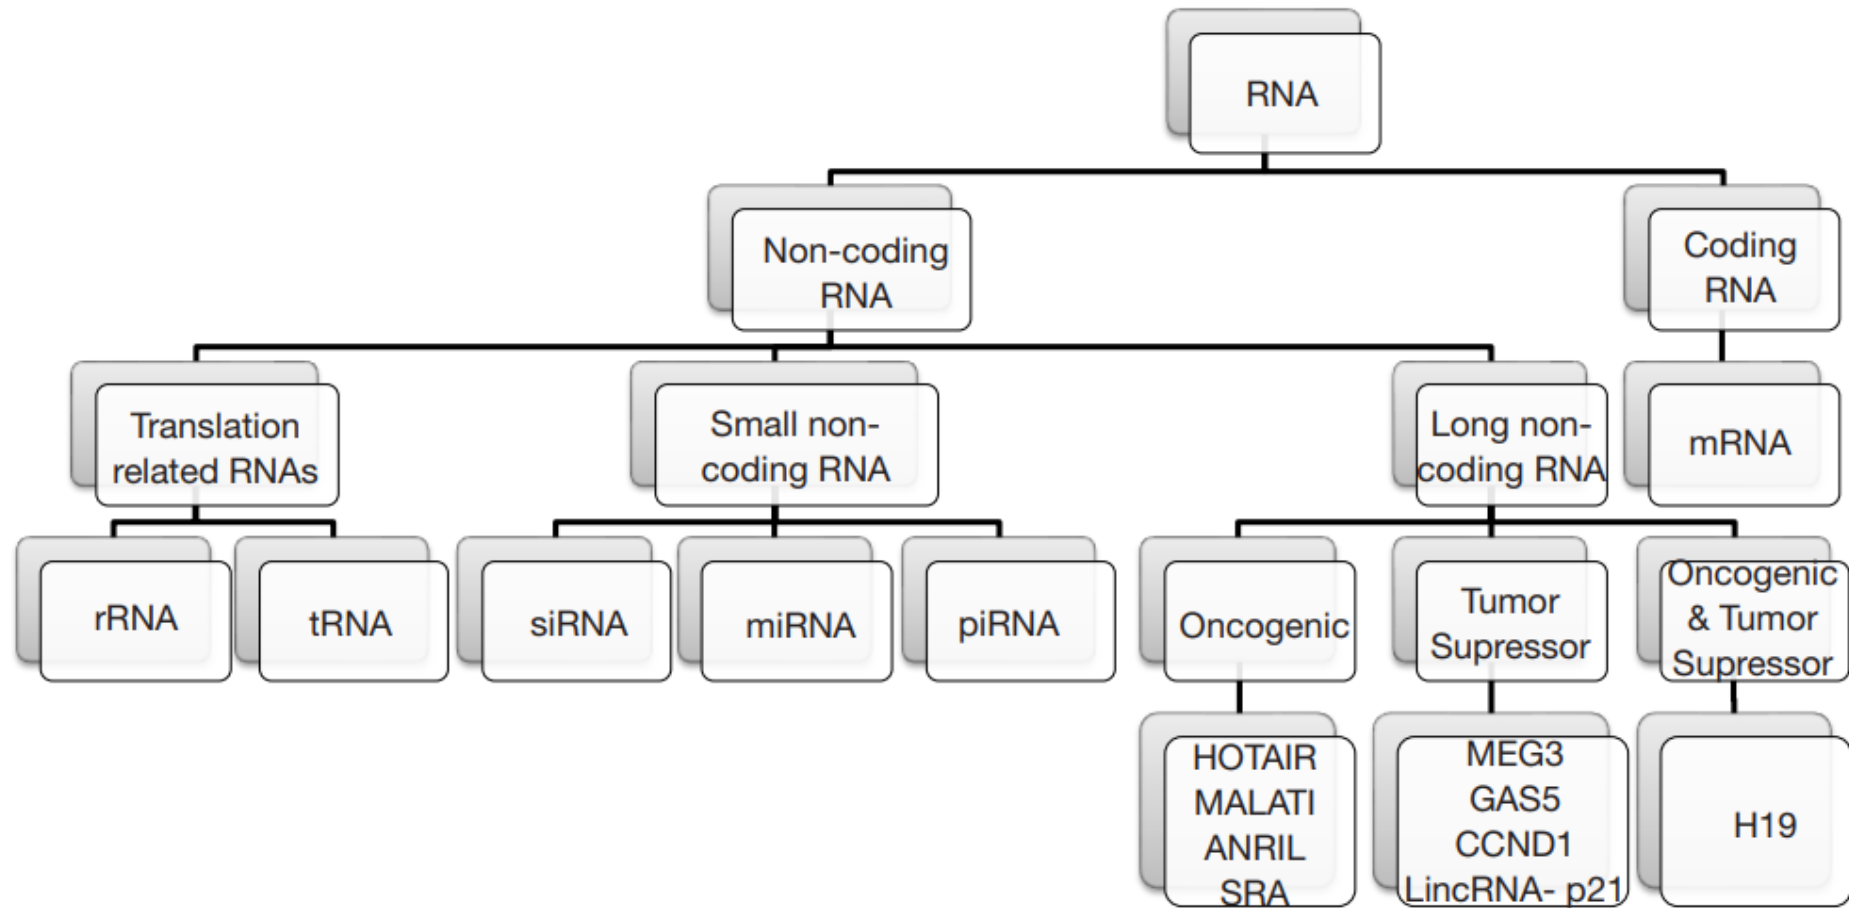 RNA
Non-coding
RNA
Coding
RNA
Translation
related RNAs
Small non-
coding RNA
Long non-
coding RNA
mRNA
rRNA
tRNA
siRNA
miRNA
piRNA
Oncogenic
Tumor
Supressor
Oncogenic
& Tumor
Supressor
HOTAIR
MALATI
ANRIL
SRA
MEG3
GAS5
CCND1
LincRNA- p21
H19